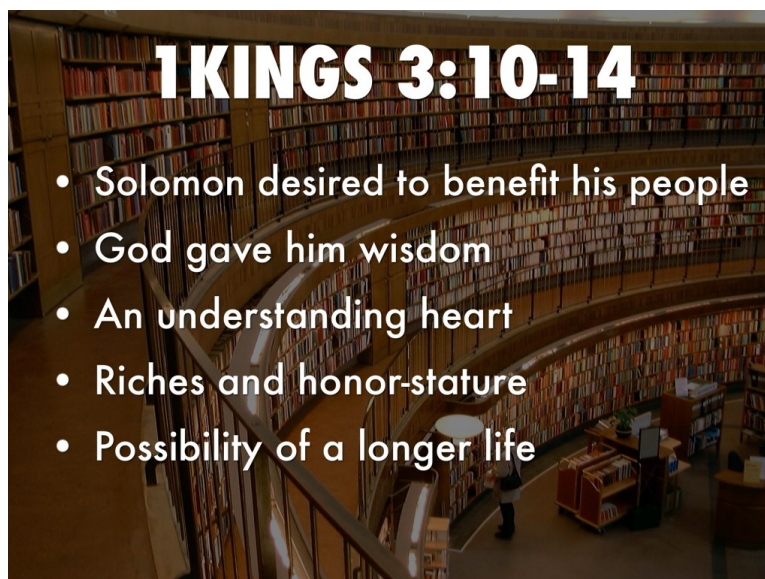 1KINGS 3:10-14
• Solomon desired to benefit his people
• God gave him wisdom
• An understanding heart
• Riches and honor-stature
• Possibility of a longer life